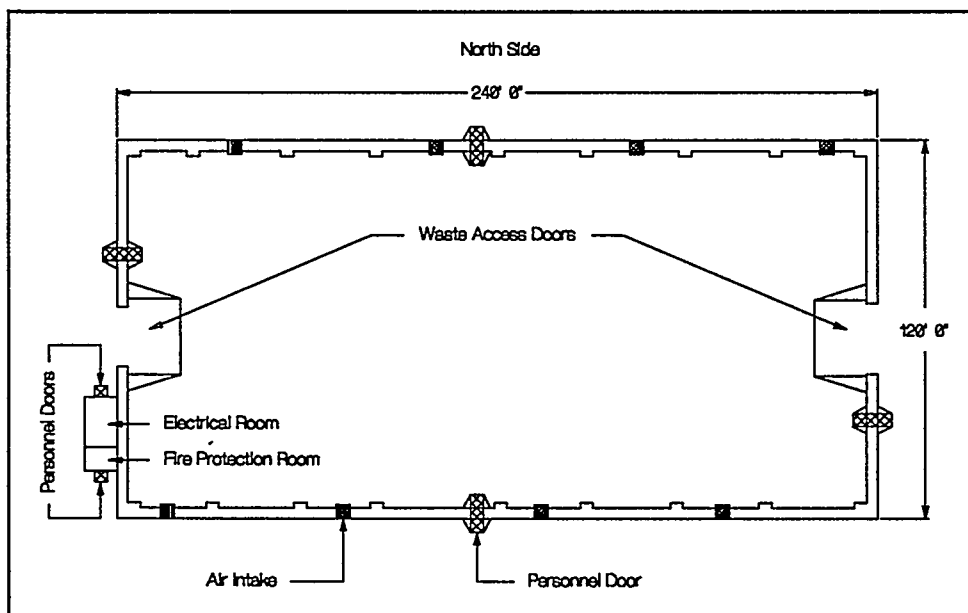 North Side
240' 0"
Waste Access Doors
120' 0"
Personnel Doors
Electrical Room
Fire Protection Room
Air Intake
Personnel Door